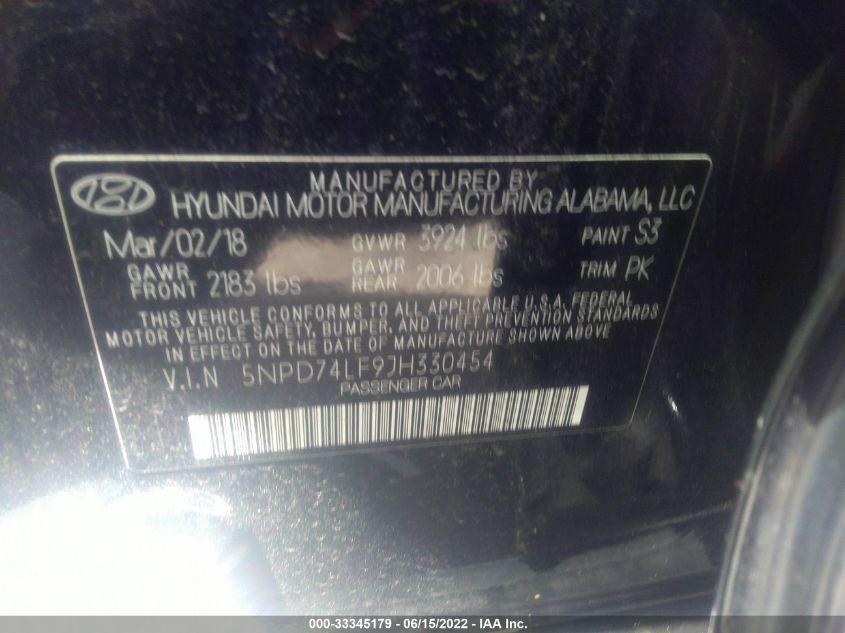 MANUFACTURED BY
HYUNDAI MOTOR MANUFACTURING ALABAMA, LLC
Mar/02/18 GVWR 3924 lbs PAINT S3
GAWR FRONT 2183 lbs GAWR REAR 2006 lbs TRIM PK
THIS VEHICLE CONFORMS TO ALL APPLICABLE U.S.A. FEDERAL
MOTOR VEHICLE SAFETY, BUMPER, AND THEFT PREVENTION STANDARDS
IN EFFECT ON THE DATE OF MANUFACTURE SHOWN ABOVE
V.I.N 5NPD74LF9JH330454
PASSENGER CAR
000-33345179 - 06/15/2022 - IAA Inc.